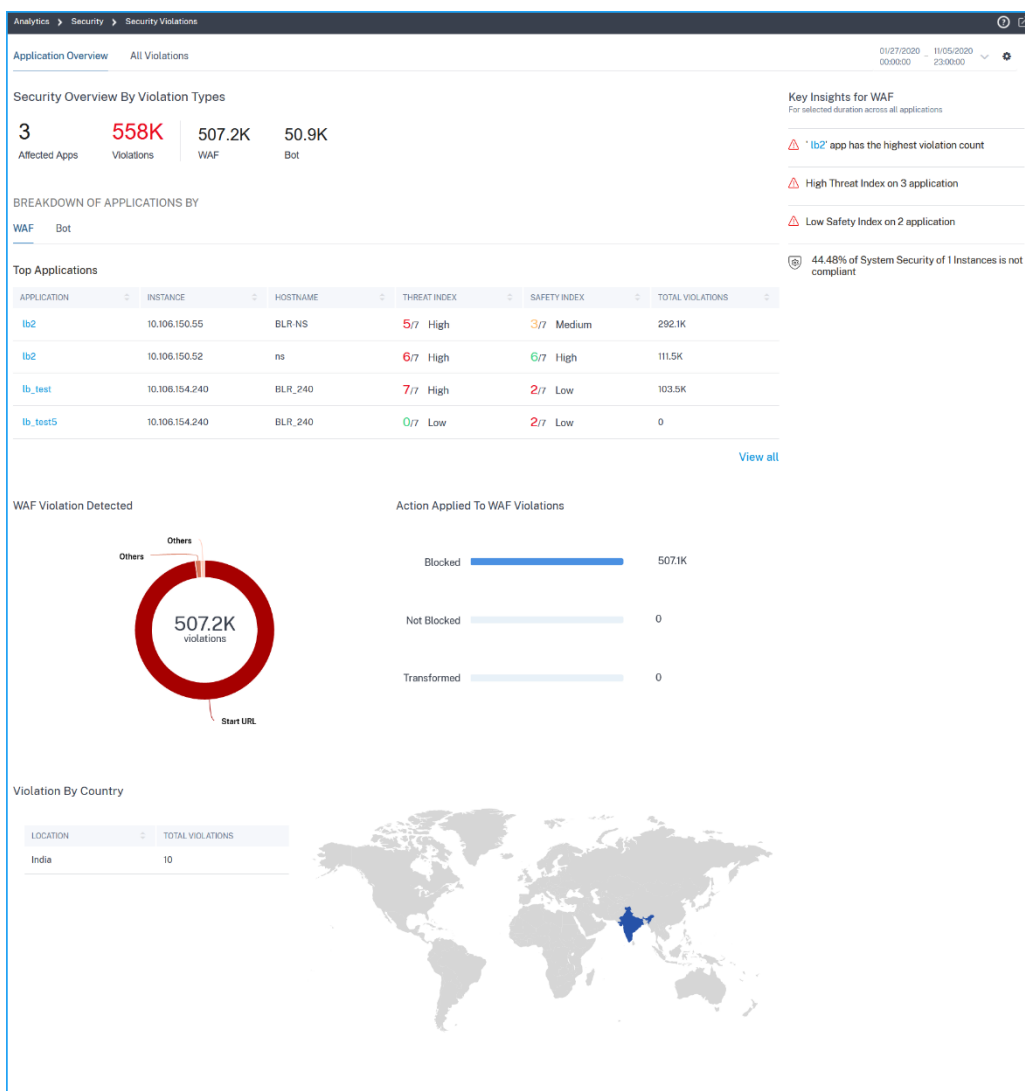 Analytics > Security > Security Violations
Application Overview All Violations 01/27/2020 00:00:00 - 11/05/2020 23:00:00
Security Overview By Violation Types
3 558K 507.2K 50.9K
Affected Apps Violations WAF Bot
Key Insights for WAF
For selected duration across all applications
' lb2' app has the highest violation count
High Threat Index on 3 application
Low Safety Index on 2 application
44.48% of System Security of 1 Instances is not
compliant
BREAKDOWN OF APPLICATIONS BY
WAF Bot
Top Applications
APPLICATION INSTANCE HOSTNAME THREAT INDEX SAFETY INDEX TOTAL VIOLATIONS
lb2 10.106.150.55 BLR-NS 5/7 High 3/7 Medium 292.1K
lb2 10.106.150.52 ns 6/7 High 6/7 High 111.5K
lb_test 10.106.154.240 BLR_240 7/7 High 2/7 Low 103.5K
lb_test5 10.106.154.240 BLR_240 0/7 Low 2/7 Low 0
View all
WAF Violation Detected
Others
Others
507.2K
violations
Start URL
Action Applied To WAF Violations
Blocked 507.1K
Not Blocked 0
Transformed 0
Violation By Country
LOCATION TOTAL VIOLATIONS
India 10